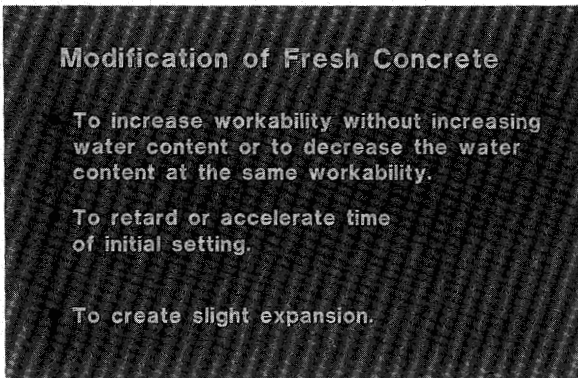 Modification of Fresh Concrete
To increase workability without increasing
water content or to decrease the water
content at the same workability.
To retard or accelerate time
of initial setting.
To create slight expansion.